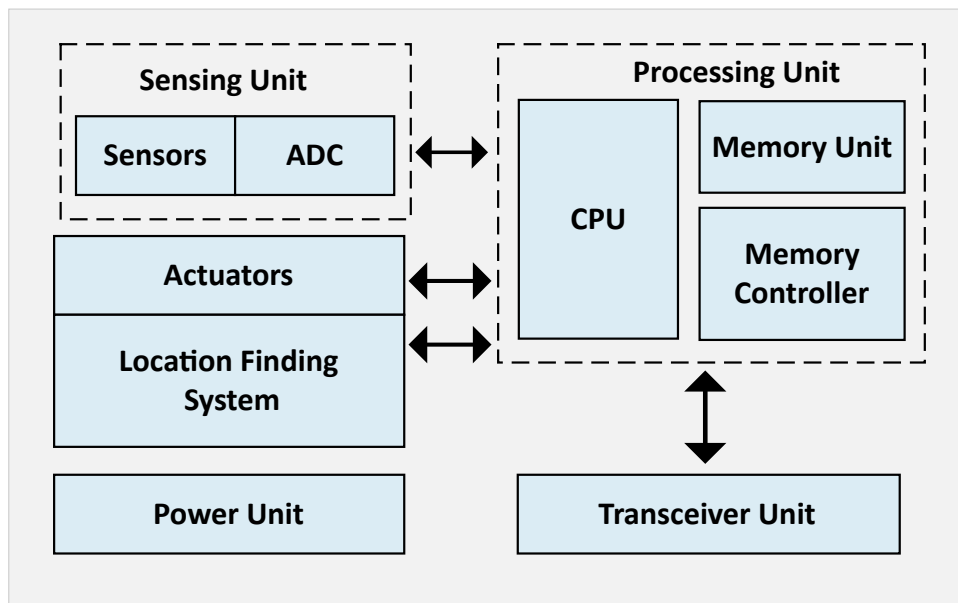 Sensing Unit
Sensors
ADC
Processing Unit
CPU
Memory Unit
Memory
Controller
Actuators
Location Finding
System
Power Unit
Transceiver Unit